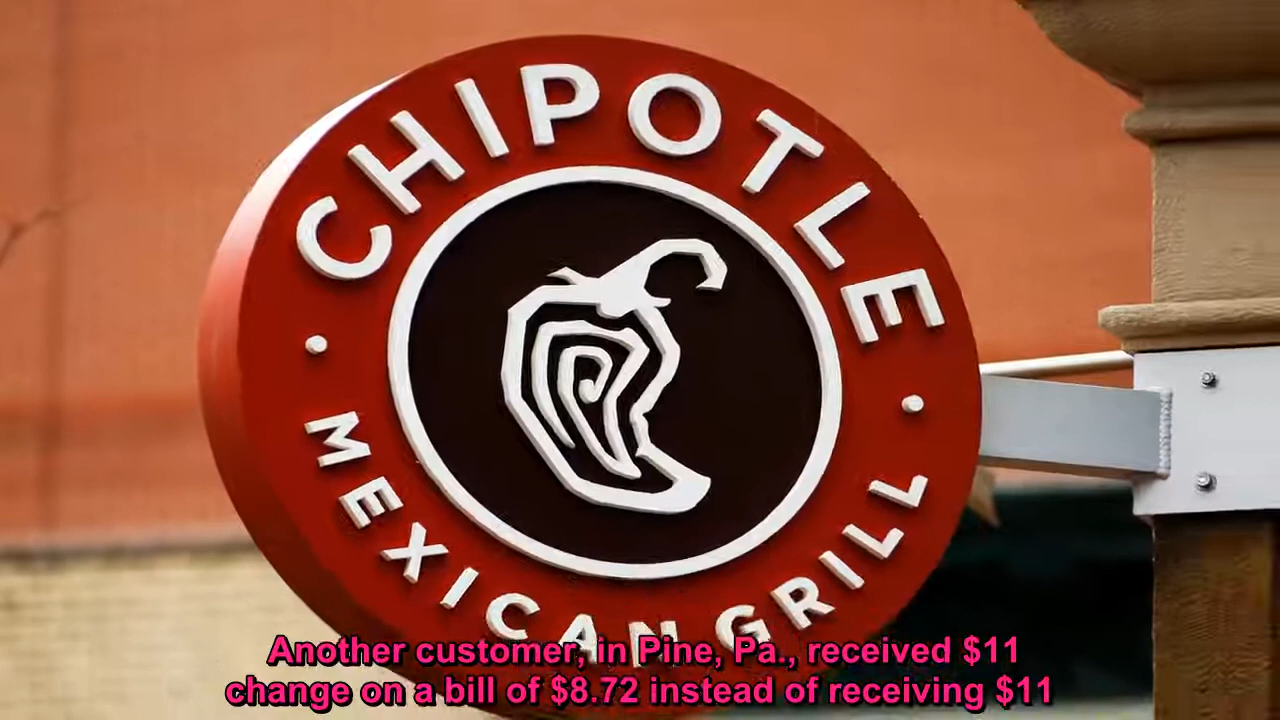 CHIPOTLE
MEXICAN GRILL
Another customer, in Pine, Pa., received $11
change on a bill of $8.72 instead of receiving $11